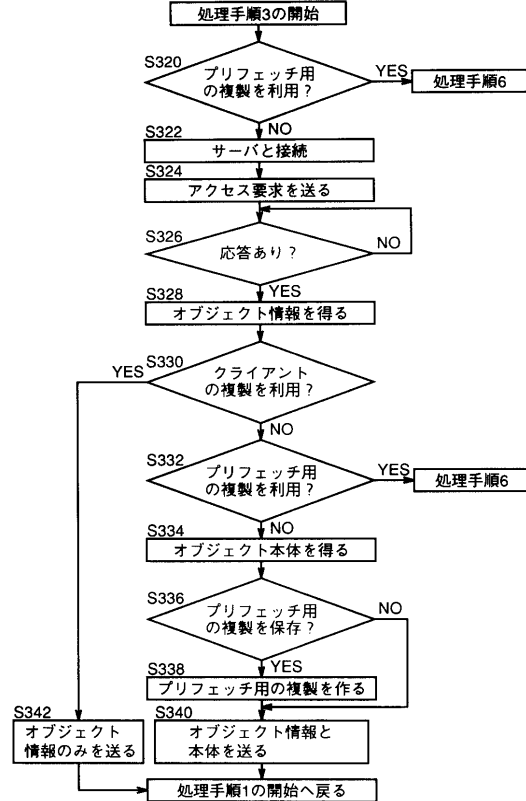 処理手順3の開始
S320
プリフェッチ用
の複製を利用？
YES
処理手順6
NO
S322
サーバと接続
S324
アクセス要求を送る
S326
応答あり？
NO
YES
S328
オブジェクト情報を得る
S330
YES
クライアント
の複製を利用？
NO
S332
プリフェッチ用
の複製を利用？
YES
処理手順6
NO
S334
オブジェクト本体を得る
S336
プリフェッチ用
の複製を保存？
NO
YES
S338
プリフェッチ用の複製を作る
S342
オブジェクト
情報のみを送る
S340
オブジェクト情報と
本体を送る
処理手順1の開始へ戻る